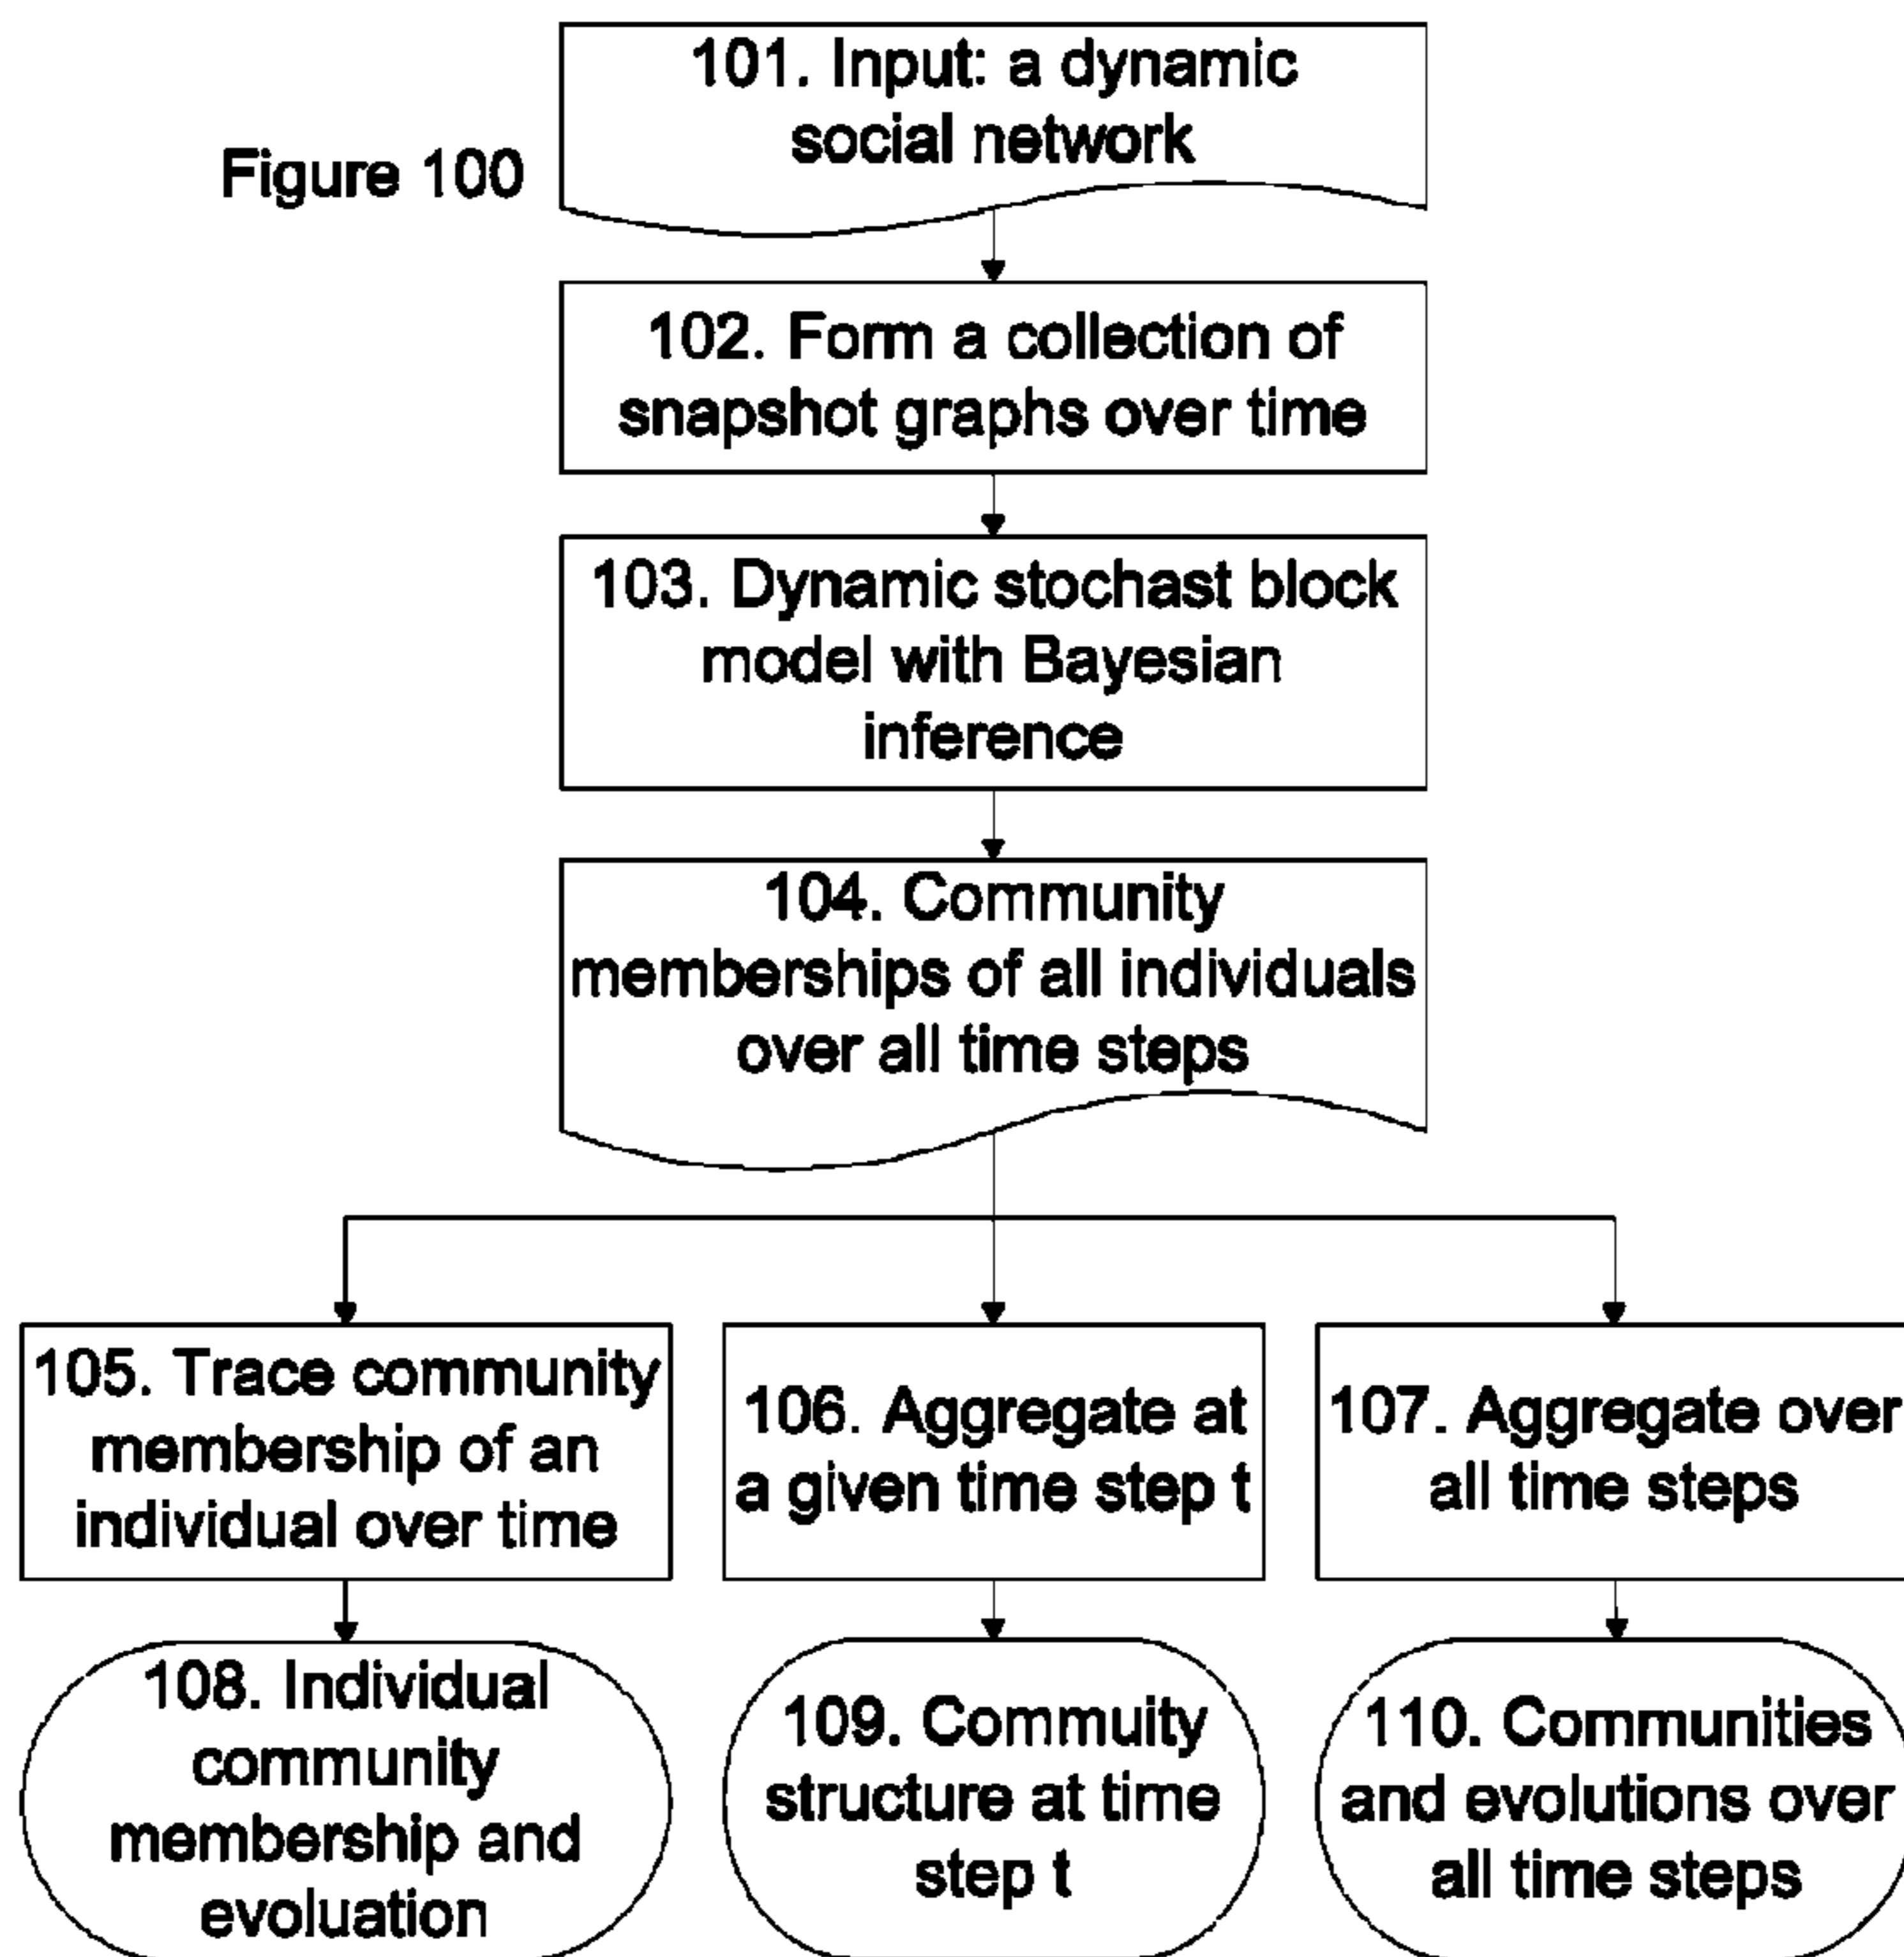 101. Input: a dynamic
social network
Figure 100
102. Form a collection of
snapshot graphs over time
103. Dynamic stochast block
model with Bayesian
inference
104. Community
memberships of all individuals
over all time steps
105. Trace community
membership of an
individual over time
106. Aggregate at
a given time step t
107. Aggregate over
all time steps
108. Individual
community
membership and
evoluation
109. Commuity
structure at time
step t
110. Communities
and evolutions over
all time steps